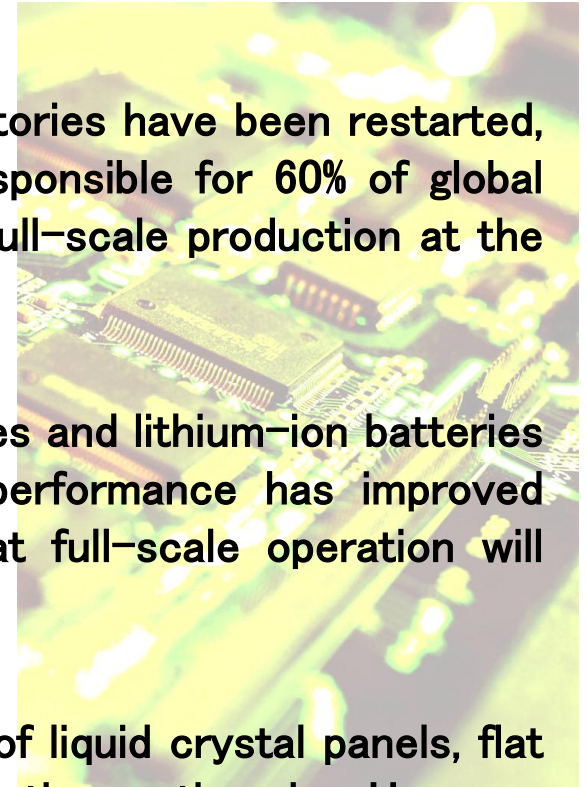 tories have been restarted,
sponsible for 60% of global
ull-scale production at the
es and lithium-ion batteries
performance has improved
at full-scale operation will
of liquid crystal panels, flat